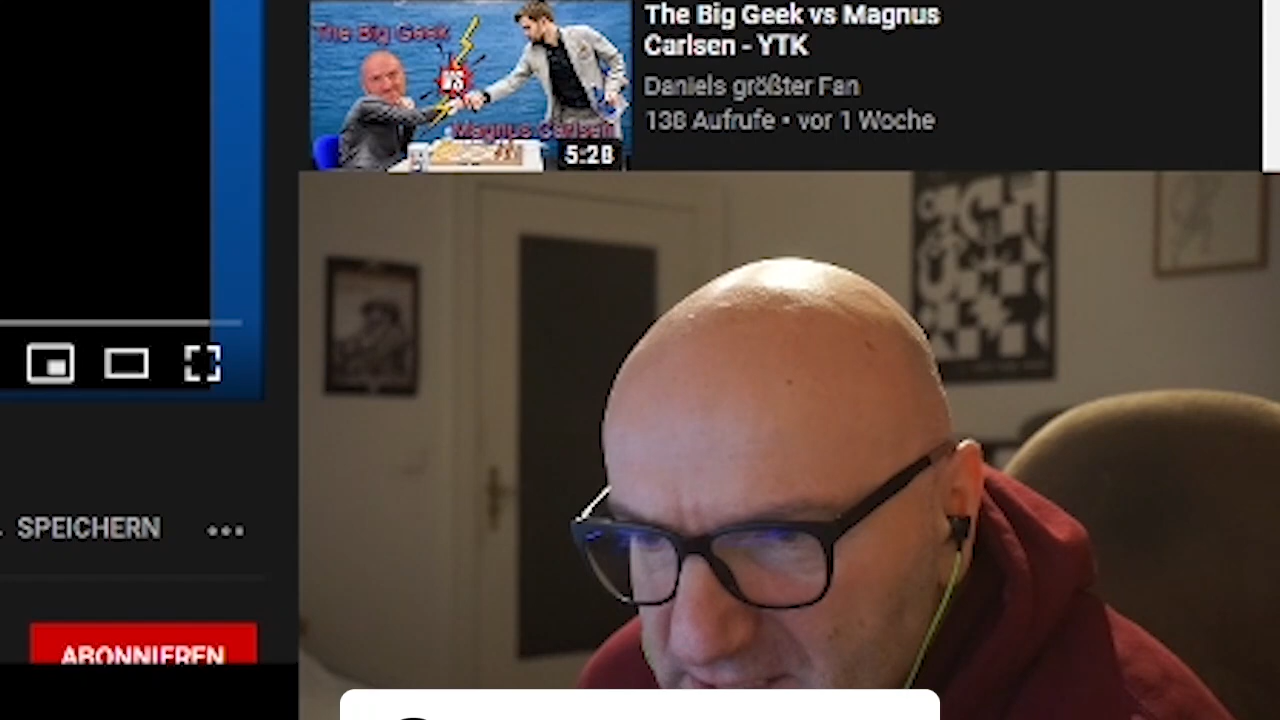 The Big Geek
VS
Magnus Carlsen
5:28
The Big Geek vs Magnus
Carlsen - YTK
Daniels größter Fan
138 Aufrufe • vor 1 Woche
SPEICHERN
ABONNIEREN